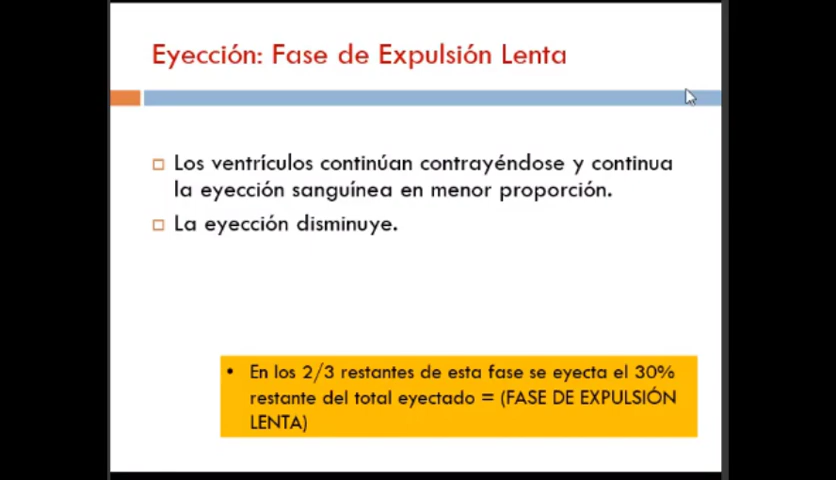 Eyección: Fase de Expulsión Lenta
Los ventrículos continúan contrayéndose y continua
la eyección sanguínea en menor proporción.
La eyección disminuye.
• En los 2/3 restantes de esta fase se eyecta el 30%
restante del total eyectado = (FASE DE EXPULSIÓN
LENTA)